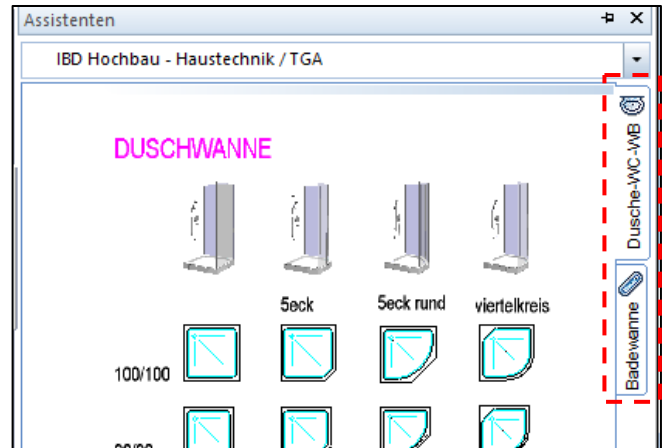 Assistenten
IBD Hochbau - Haustechnik / TGA
DUSCHWANNE
Dusche-WC-WB
Badewanne
5eck
5eck rund
viertelkreis
100/100